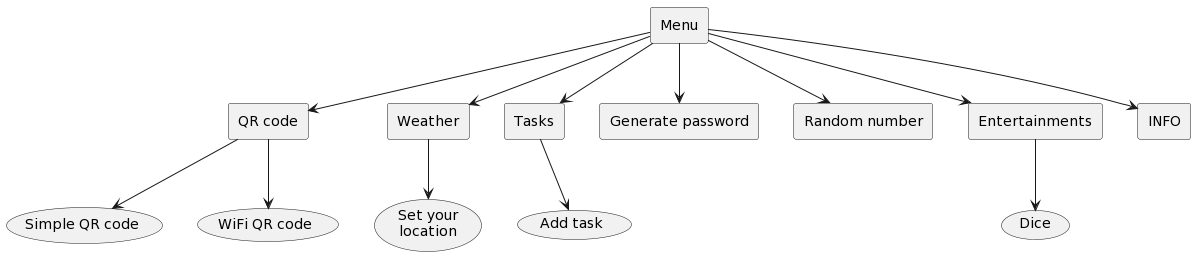 Menu
QR code
Weather
Tasks
Generate password
Random number
Entertainments
INFO
Simple QR code
WiFi QR code
Set your
location
Add task
Dice